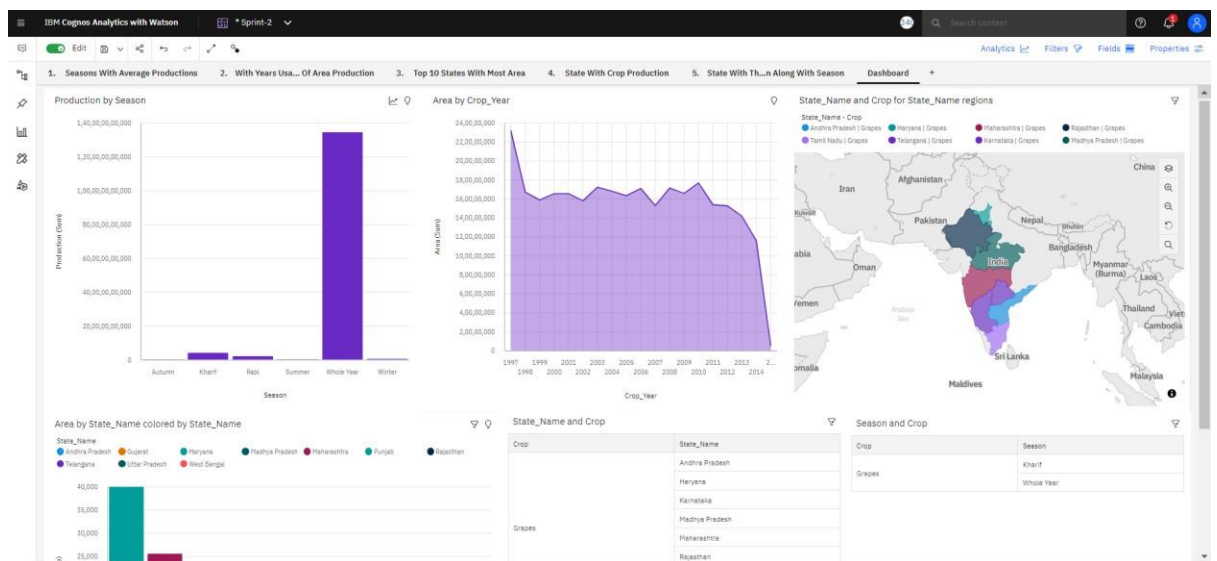 IBM Cognos Analytics with Watson
* Sprint-2
Search content
Edit
Analytics
Filters
Fields
Properties
1. Seasons With Average Productions
2. With Years Usa... Of Area Production
3. Top 10 States With Most Area
4. State With Crop Production
5. State With Th...n Along With Season
Dashboard
+
Production by Season
1,40,00,00,00,000
1,20,00,00,00,000
1,00,00,00,00,000
80,00,00,00,000
60,00,00,00,000
40,00,00,00,000
20,00,00,00,000
0
Production (Sum)
Autumn Kharif Rabi Summer Whole Year Winter
Season
Area by Crop_Year
24,00,00,000
22,00,00,000
20,00,00,000
18,00,00,000
16,00,00,000
14,00,00,000
12,00,00,000
10,00,00,000
8,00,00,000
6,00,00,000
4,00,00,000
2,00,00,000
0
Area (Sum)
1997 1999 2001 2003 2005 2007 2009 2011 2013 2...
1998 2000 2002 2004 2006 2008 2010 2012 2014
Crop_Year
State_Name and Crop for State_Name regions
State_Name - Crop
Andhra Pradesh | Grapes Haryana | Grapes Maharashtra | Grapes Rajasthan | Grapes
Tamil Nadu | Grapes Telangana | Grapes Karnataka | Grapes Madhya Pradesh | Grapes
China
Afghanistan
Iran
Kuwait
Pakistan
Nepal
Bhutan
Bangladesh
abia
Oman
India
Myanmar
(Burma)
Laos
Yemen
Arabian
Sea
Thailand
Viet
Cambodia
Sri Lanka
omalia
Malaysia
Maldives
Area by State_Name colored by State_Name
State_Name
Andhra Pradesh Gujarat Haryana Madhya Pradesh Maharashtra Punjab Rajasthan
Telangana Uttar Pradesh West Bengal
40,000
35,000
30,000
25,000
State_Name and Crop
Crop State_Name
Andhra Pradesh
Haryana
Karnataka
Madhya Pradesh
Grapes
Maharashtra
Rajasthan
Season and Crop
Crop Season
Grapes
Kharif
Whole Year